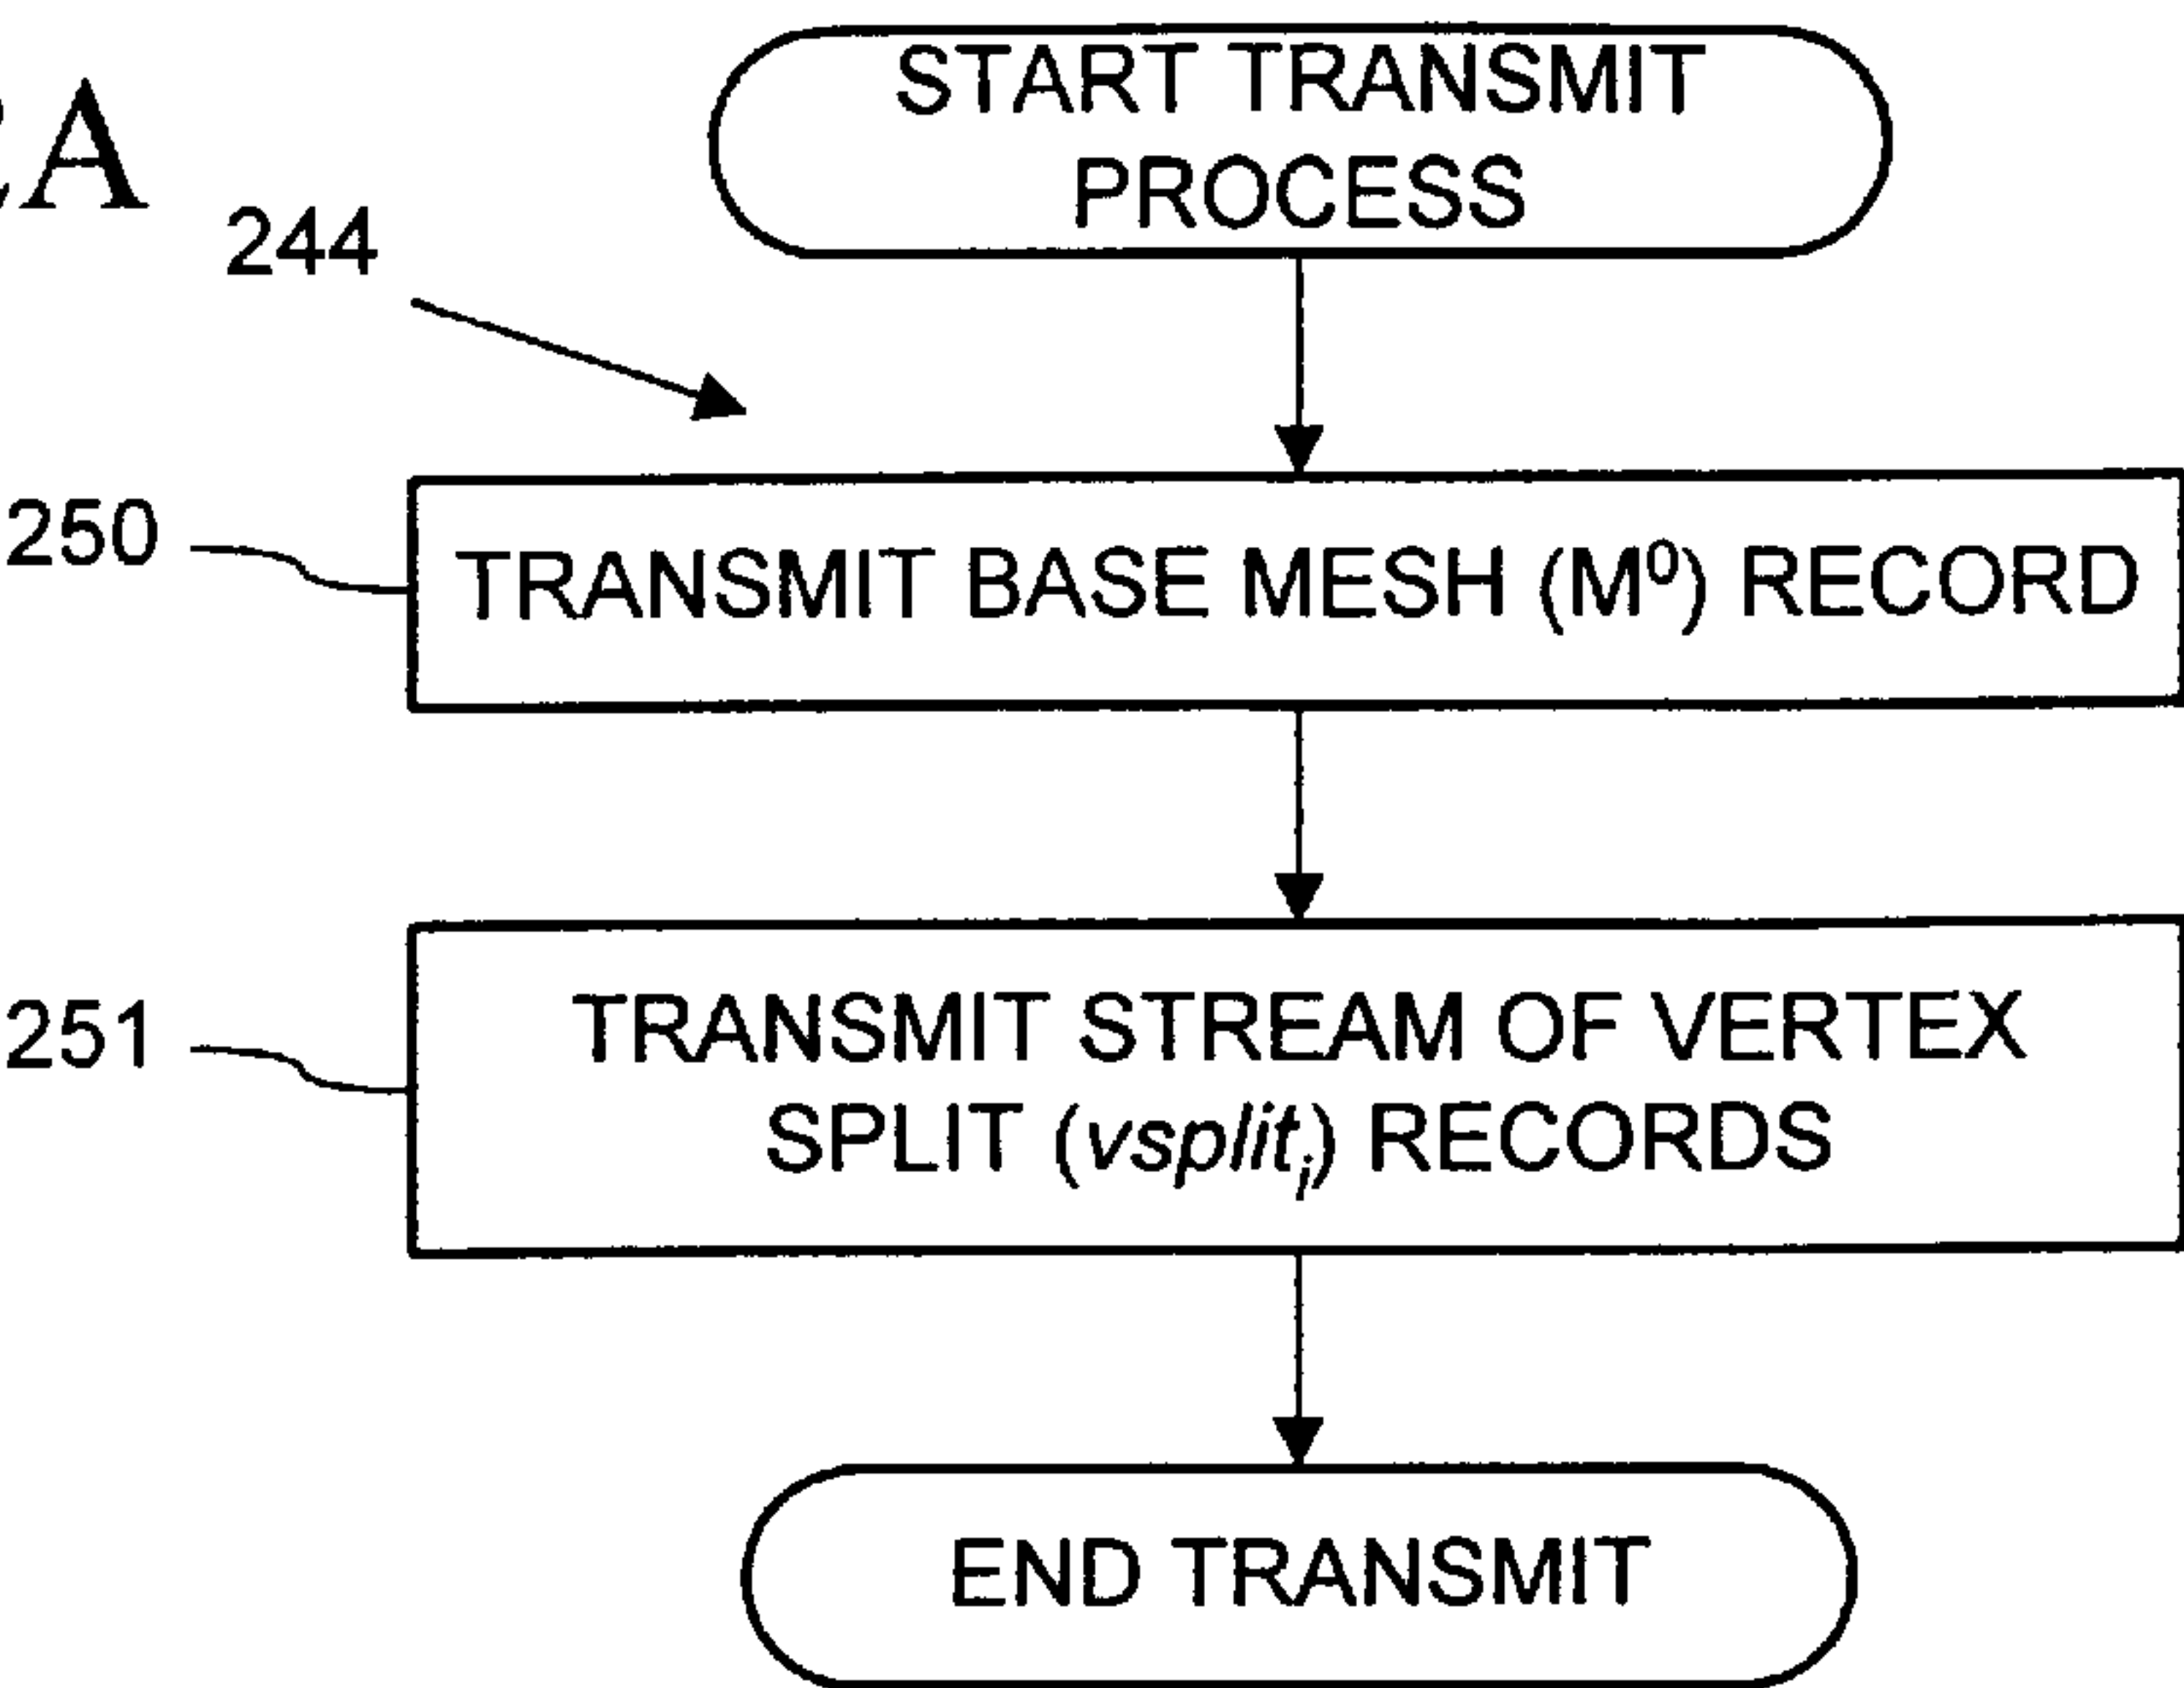 A
244
START TRANSMIT
PROCESS
250
TRANSMIT BASE MESH (M⁰) RECORD
251
TRANSMIT STREAM OF VERTEX
SPLIT (vsplitᵢ) RECORDS
END TRANSMIT